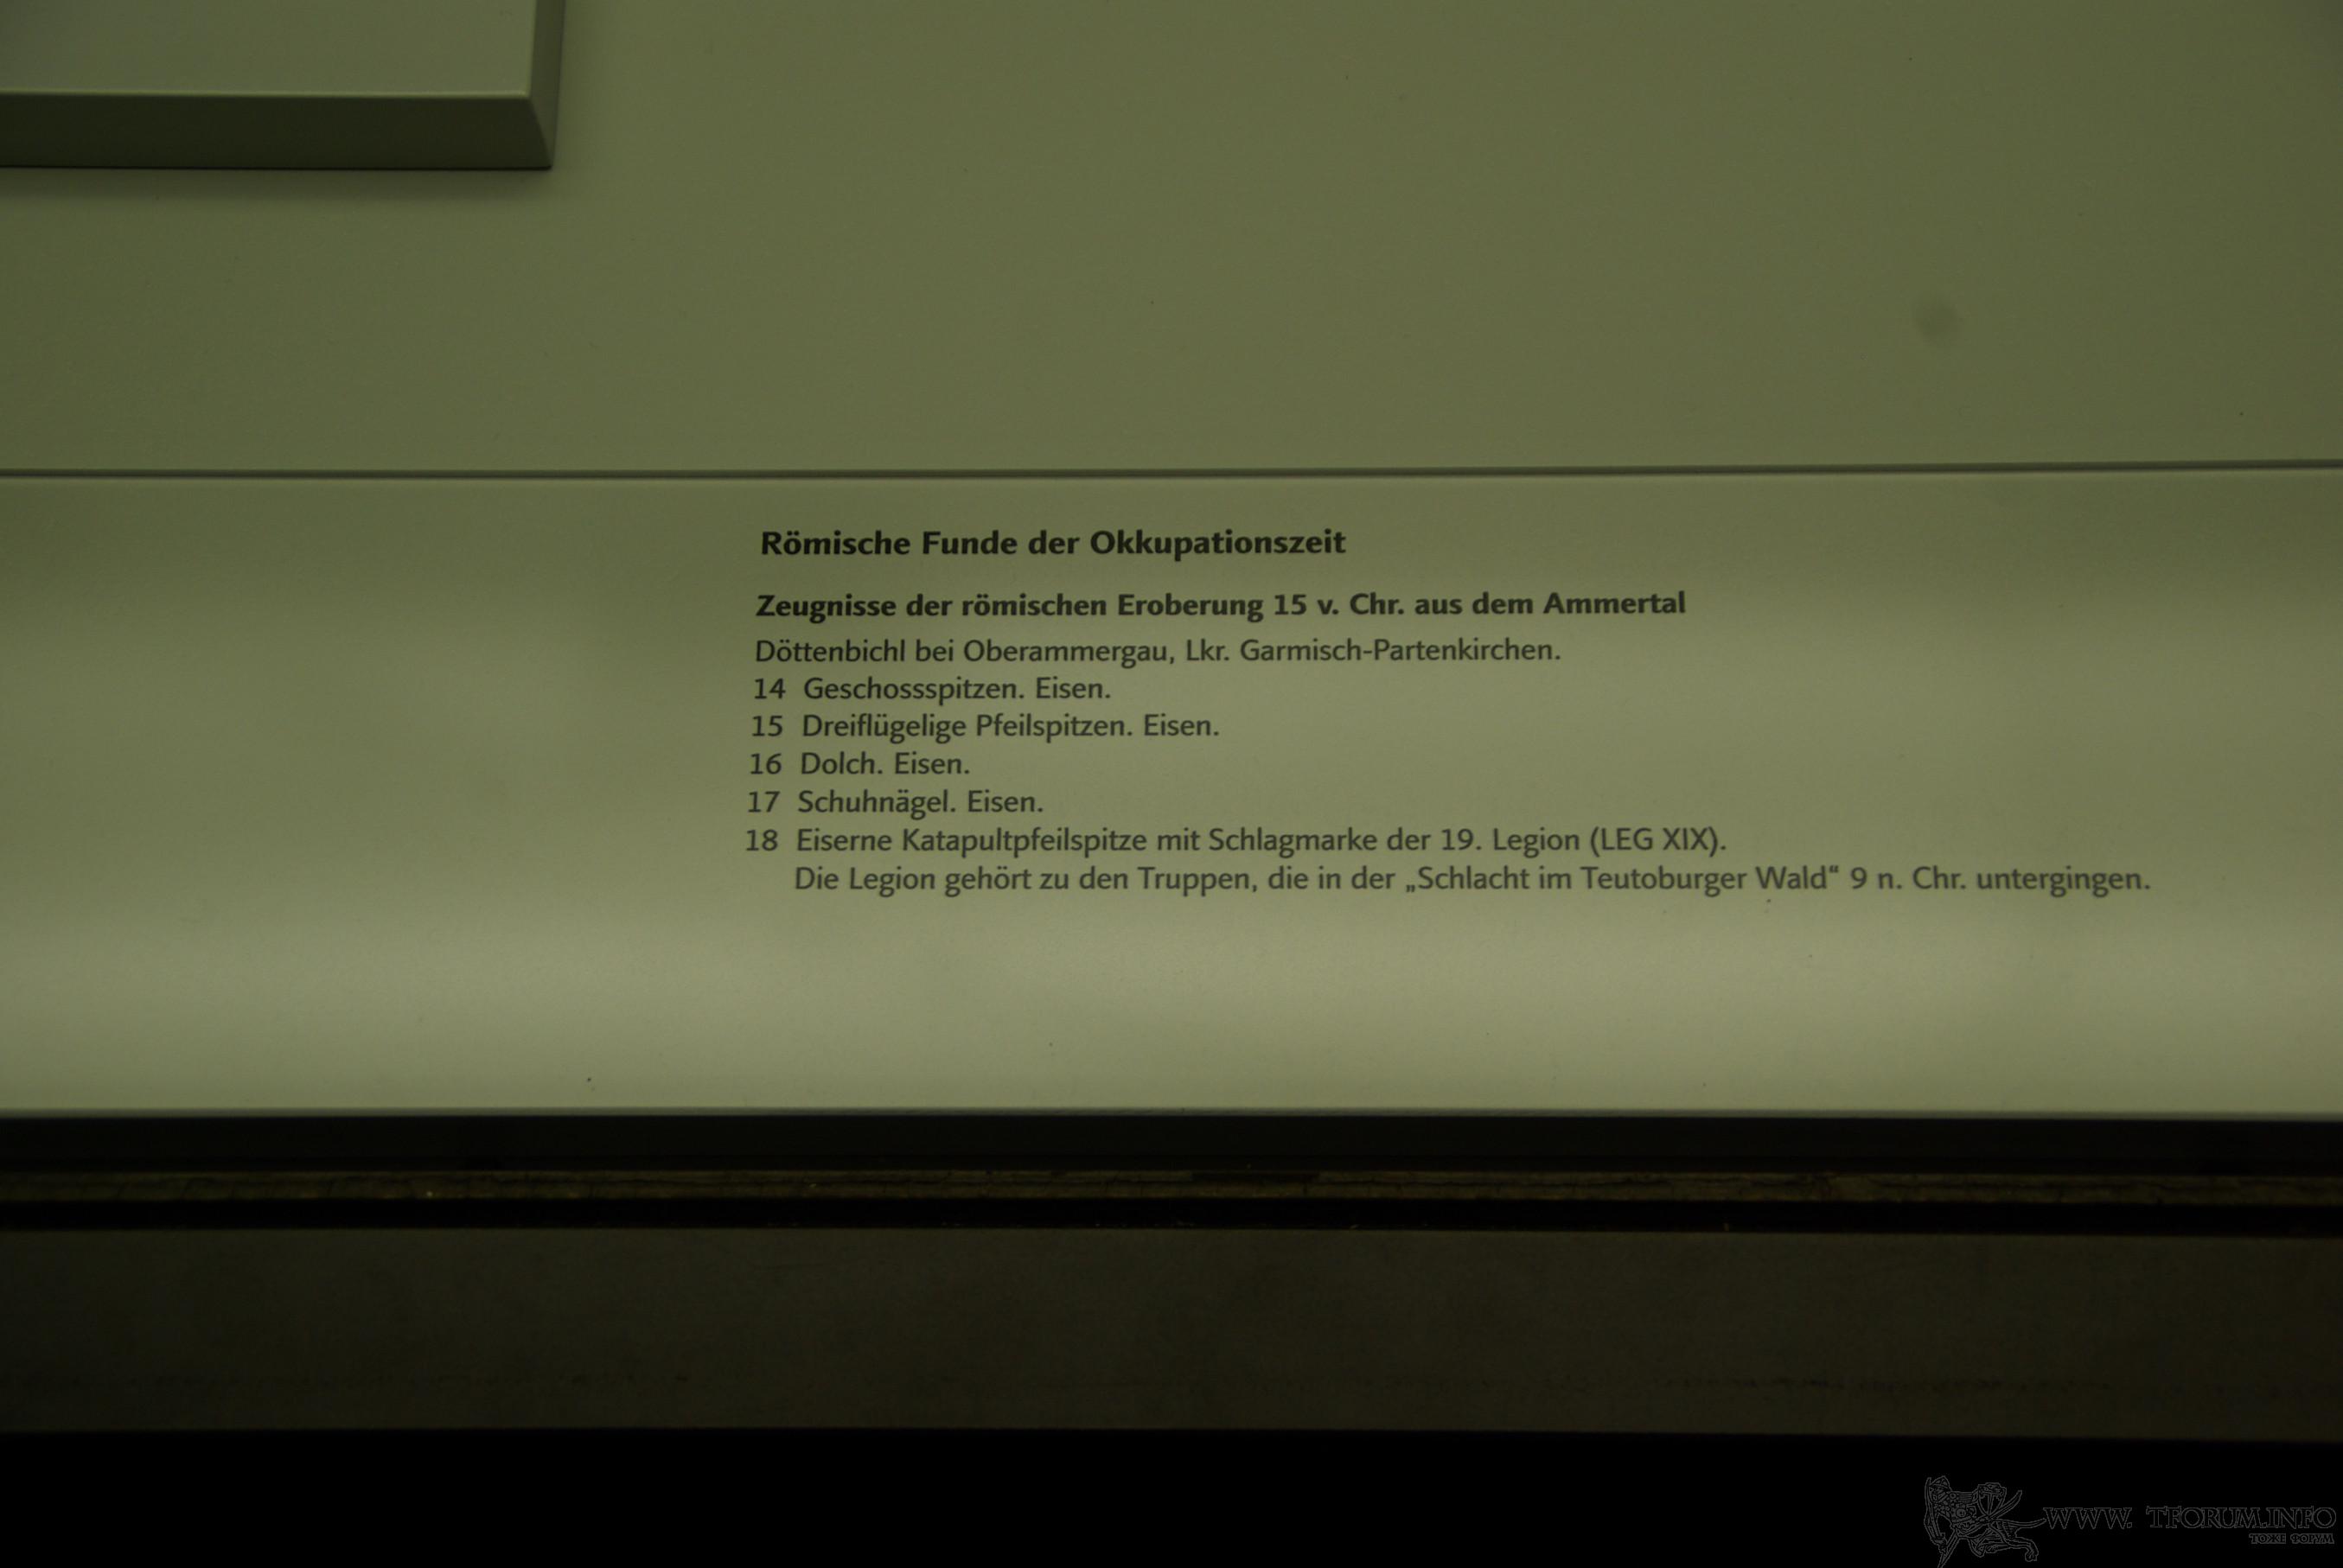 Römische Funde der Okkupationszeit
Zeugnisse der römischen Eroberung 15 v. Chr. aus dem Ammertal
Döttenbichl bei Oberammergau, Lkr. Garmisch-Partenkirchen.
14 Geschossspitzen. Eisen.
15 Dreiflügelige Pfeilspitzen. Eisen.
16 Dolch. Eisen.
17 Schuhnägel. Eisen.
18 Eiserne Katapultpfeilspitze mit Schlagmarke der 19. Legion (LEG XIX).
Die Legion gehört zu den Truppen, die in der „Schlacht im Teutoburger Wald“ 9 n. Chr. untergingen.
WWW. TFORUM.INFO
ТОЖЕ ФОРУМ